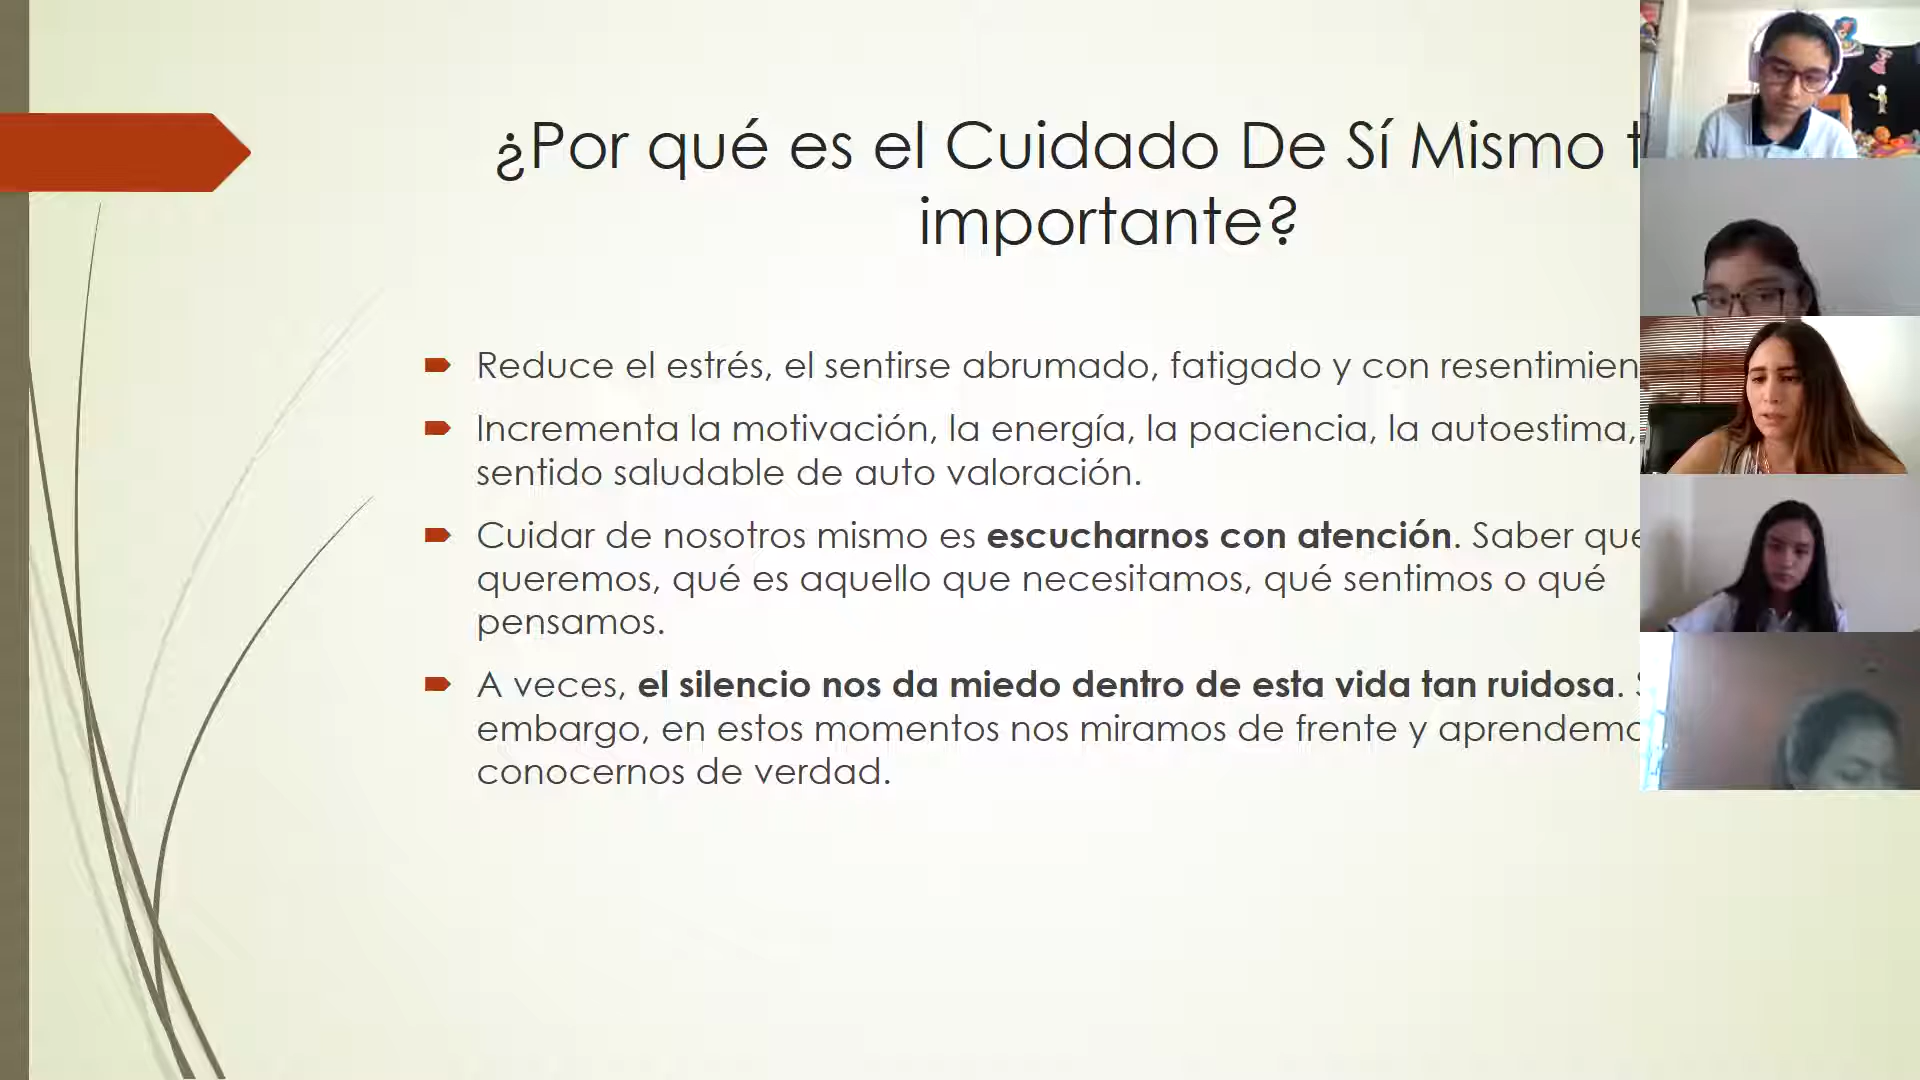 ¿Por qué es el Cuidado De Sí Mismo
importante?
Reduce el estrés, el sentirse abrumado, fatigado y con
Incrementa la motivación, la energía, la paciencia, la autoestima,
sentido saludable de auto valoración.
Cuidar de nosotros mismo es escucharnos con atención. Saber que
queremos, qué es aquello que necesitamos, qué sentimos o qué
pensamos.
A veces, el silencio nos da miedo dentro de esta vida tan ruidosa.
embargo, en estos momentos nos miramos de frente y
conocernos de verdad.